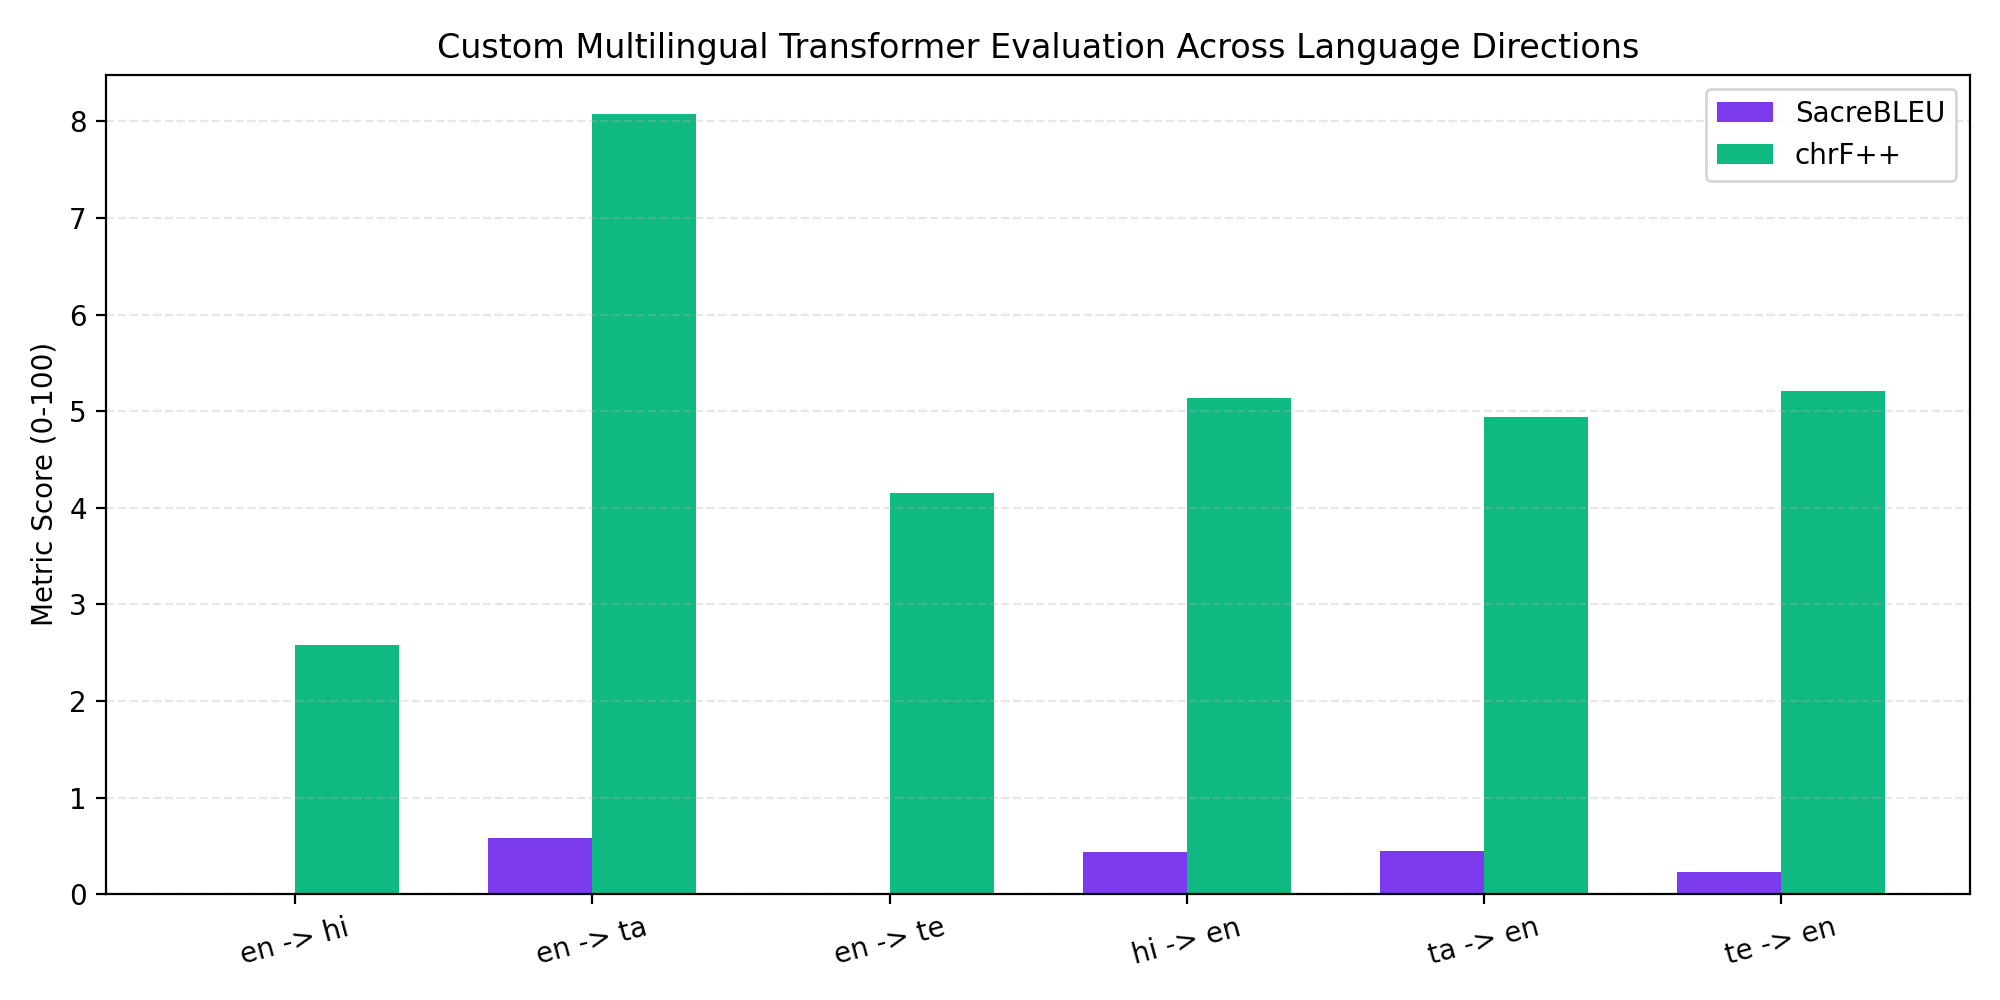 Custom Multilingual Transformer Evaluation Across Language Directions
SacreBLEU
chrF++
Metric Score (0-100)
8
7
6
5
4
3
2
1
0
en -> hi
en -> ta
en -> te
hi -> en
ta -> en
te -> en